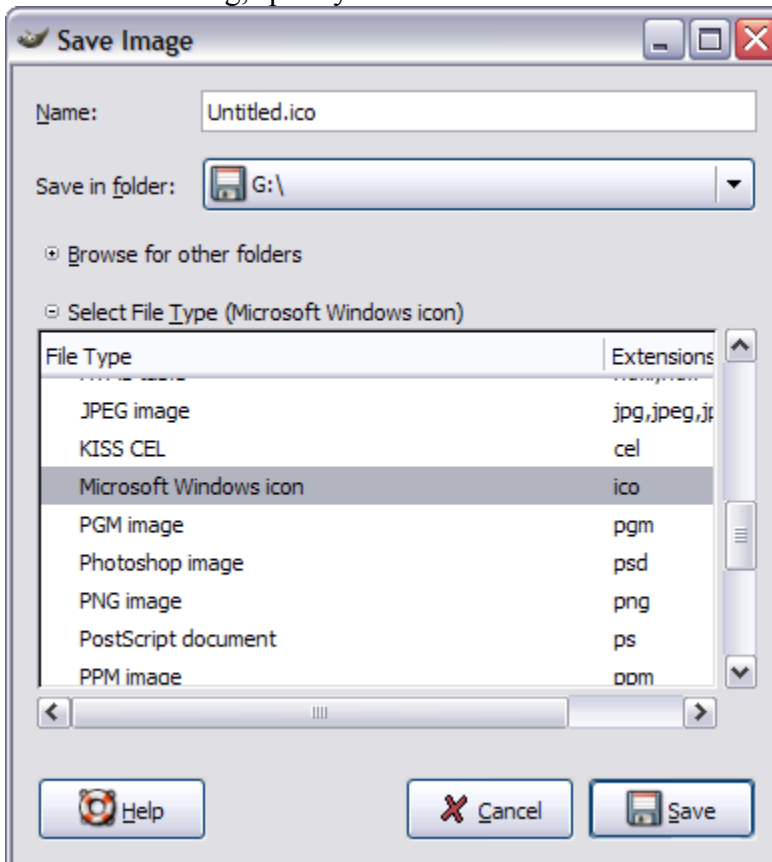 Save Image
Name: Untitled.ico
Save in folder: G:\
Browse for other folders
Select File Type (Microsoft Windows icon)
File Type Extensions
JPEG image jpg,jpeg,
KISS CEL cel
Microsoft Windows icon ico
PGM image pgm
Photoshop image psd
PNG image png
PostScript document ps
PPM image ppm
Help Cancel Save